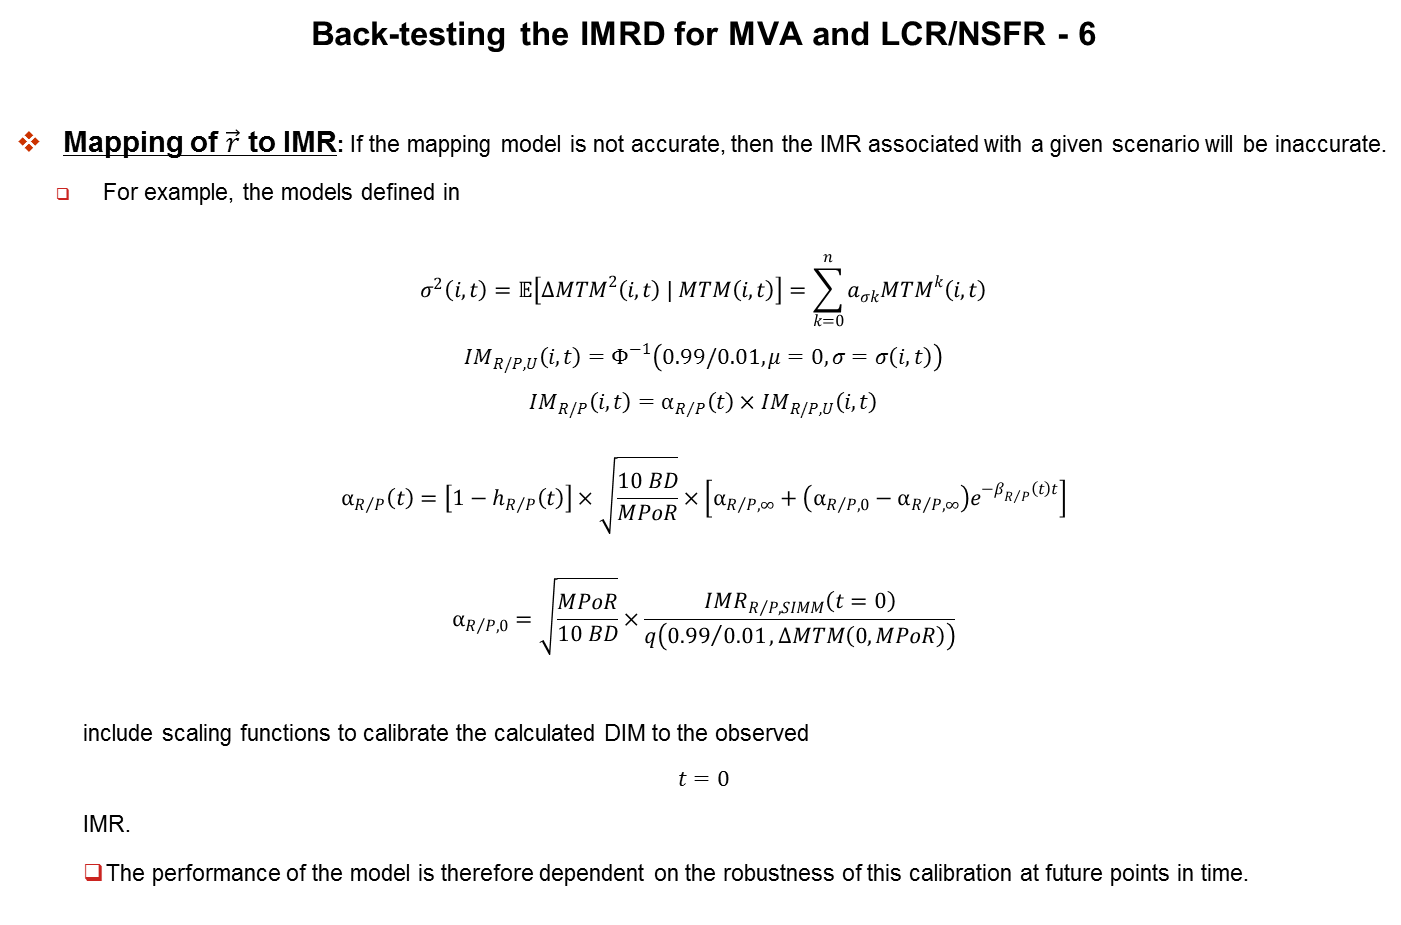 Back-testing the IMRD for MVA and LCR/NSFR - 6
❖ Mapping of r⃗ to IMR: If the mapping model is not accurate, then the IMR associated with a given scenario will be inaccurate.
❑ For example, the models defined in
σ²(i,t) = 𝔼[ΔMTM²(i,t) | MTM(i,t)] = ∑_{k=0}^{n} a_{σk}MTM^k(i,t)
IM_{R/P,U}(i,t) = Φ⁻¹(0.99/0.01, μ = 0, σ = σ(i,t))
IM_{R/P}(i,t) = α_{R/P}(t) × IM_{R/P,U}(i,t)
α_{R/P}(t) = [1 − h_{R/P}(t)] × √(10 BD / MPoR) × [α_{R/P,∞} + (α_{R/P,0} − α_{R/P,∞})e^{−β_{R/P}(t)t}]
α_{R/P,0} = √(MPoR / 10 BD) × IMR_{R/P,SIMM}(t = 0) / q(0.99/0.01, ΔMTM(0, MPoR))
include scaling functions to calibrate the calculated DIM to the observed
t = 0
IMR.
❑ The performance of the model is therefore dependent on the robustness of this calibration at future points in time.